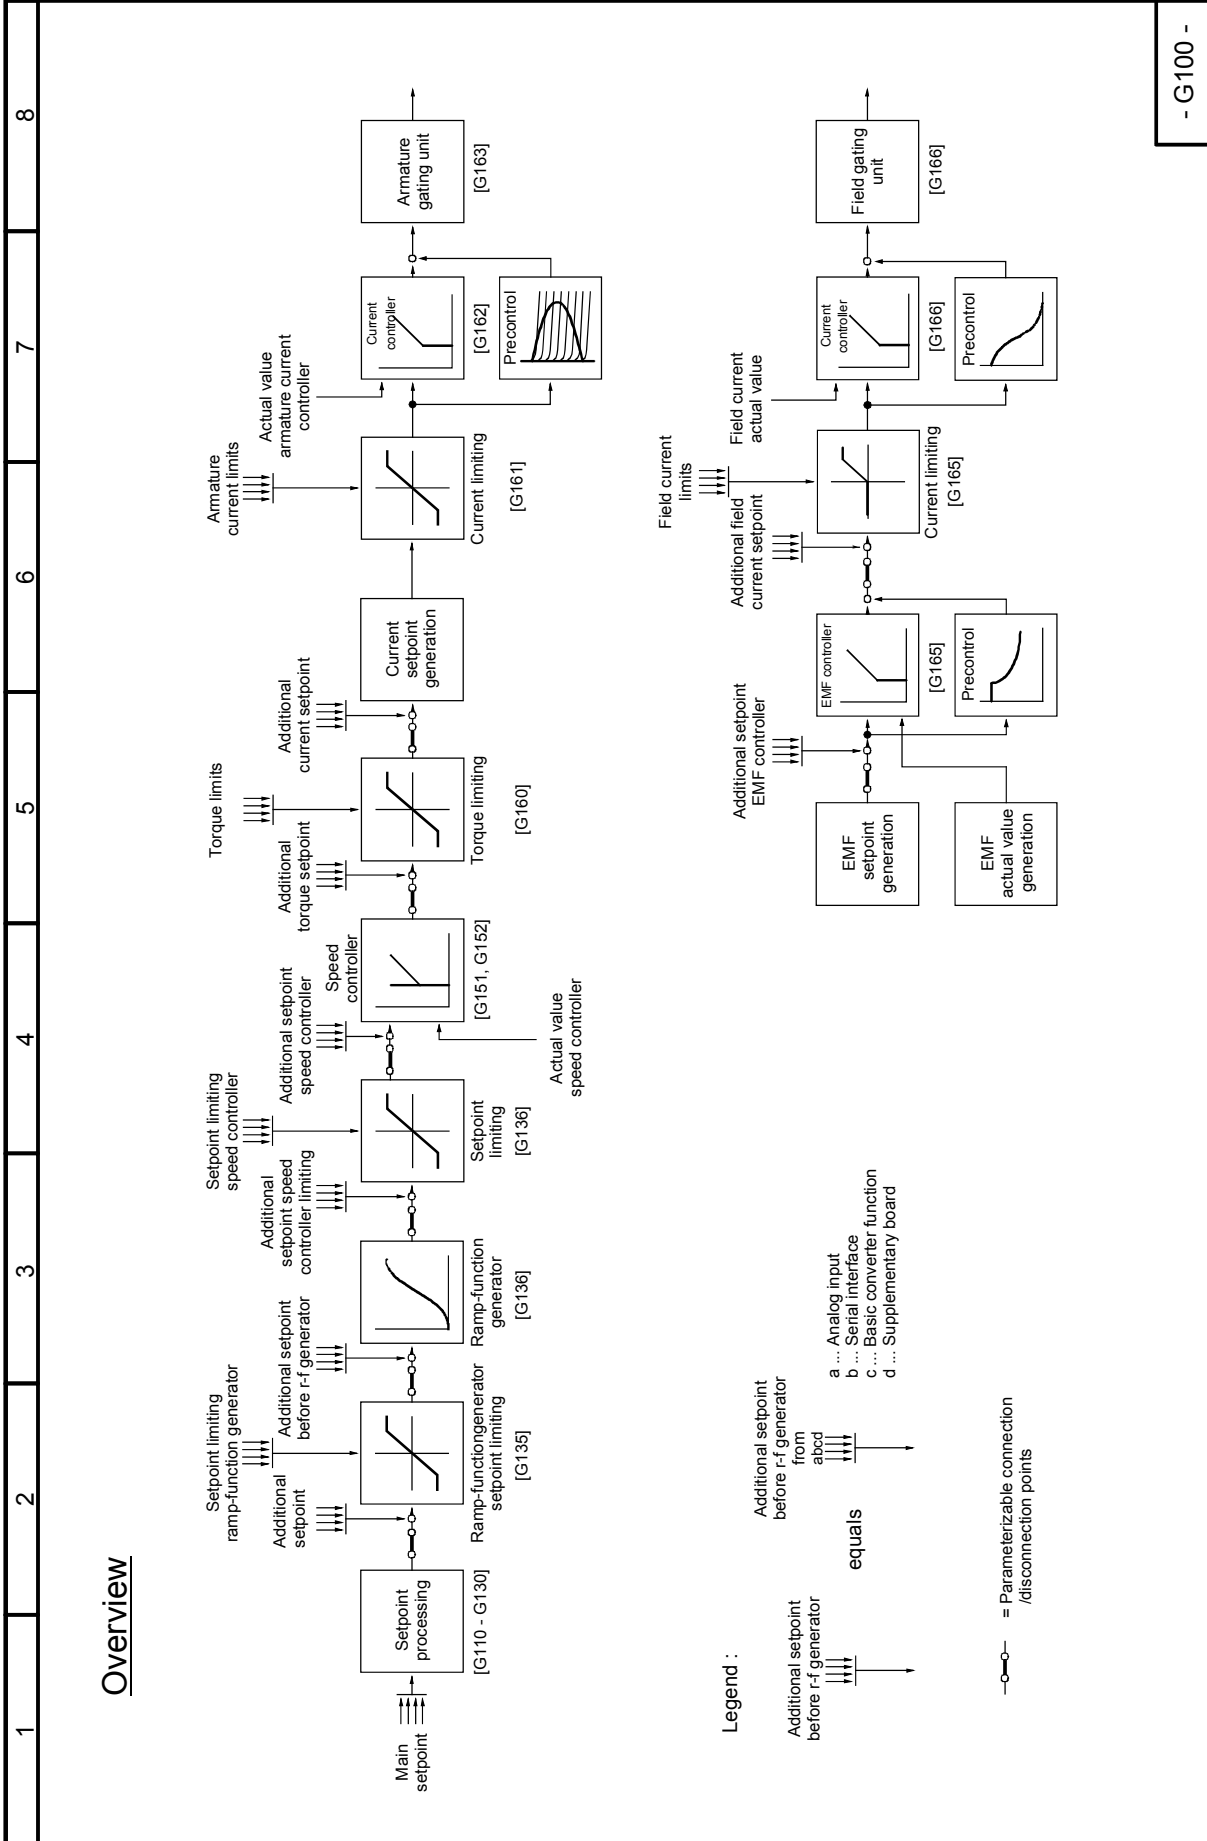 Overview
1
2
3
4
5
6
7
8
- G100 -
Main
setpoint
Setpoint
processing
[G110 - G130]
Additional
setpoint
Setpoint limiting
ramp-function generator
Ramp-functiongenerator
setpoint limiting
[G135]
Additional setpoint
before r-f generator
Ramp-function
generator
[G136]
Additional
setpoint speed
controller limiting
Setpoint limiting
speed controller
Setpoint
limiting
[G136]
Additional setpoint
speed controller
Speed
controller
[G151, G152]
Actual value
speed controller
Additional
torque setpoint
Torque limits
Torque limiting
[G160]
Additional
current setpoint
Current
setpoint
generation
Armature
current limits
Current limiting
[G161]
Actual value
armature current
controller
Current
controller
[G162]
Precontrol
Armature
gating unit
[G163]
EMF
setpoint
generation
EMF
actual value
generation
Additional setpoint
EMF controller
EMF controller
[G165]
Precontrol
Additional field
current setpoint
Field current
limits
Current limiting
[G165]
Field current
actual value
Current
controller
[G166]
Precontrol
Field gating
unit
[G166]
Legend :
Additional setpoint
before r-f generator
equals
Additional setpoint
before r-f generator
from
abcd
a ... Analog input
b ... Serial interface
c ... Basic converter function
d ... Supplementary board
= Parameterizable connection
/disconnection points